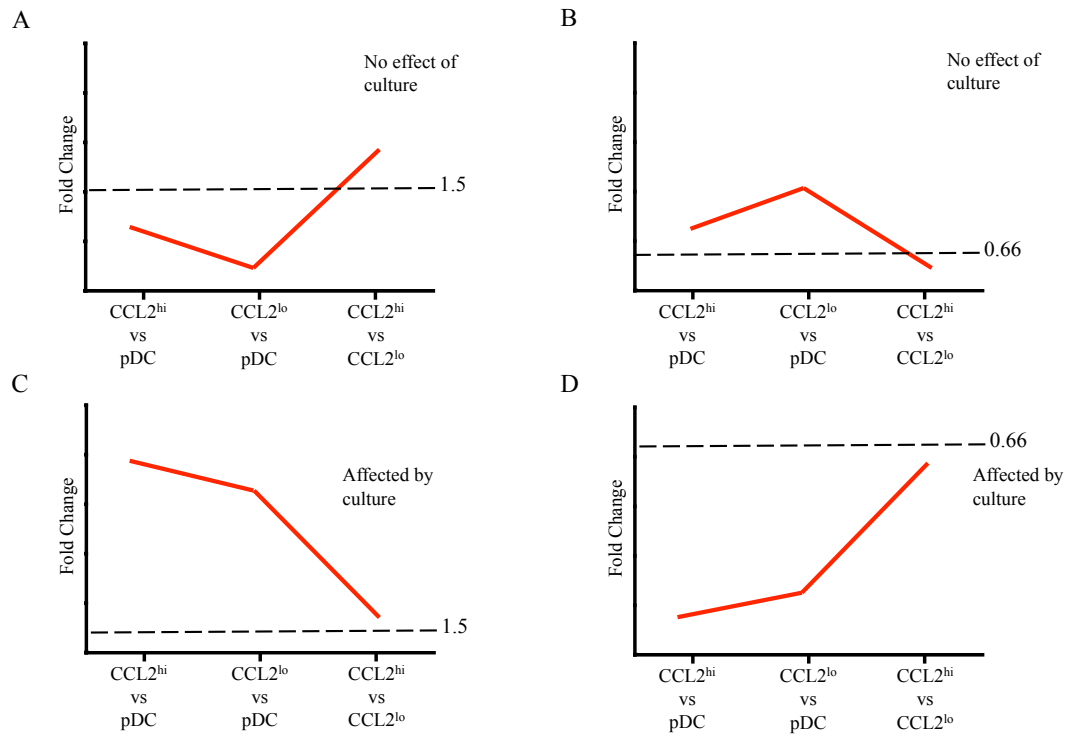 A
No effect of
culture
Fold Change
1.5
CCL2hi
vs
pDC
CCL2lo
vs
pDC
CCL2hi
vs
CCL2lo
B
No effect of
culture
Fold Change
0.66
CCL2hi
vs
pDC
CCL2lo
vs
pDC
CCL2hi
vs
CCL2lo
C
Affected by
culture
Fold Change
1.5
CCL2hi
vs
pDC
CCL2lo
vs
pDC
CCL2hi
vs
CCL2lo
D
0.66
Affected by
culture
Fold Change
CCL2hi
vs
pDC
CCL2lo
vs
pDC
CCL2hi
vs
CCL2lo